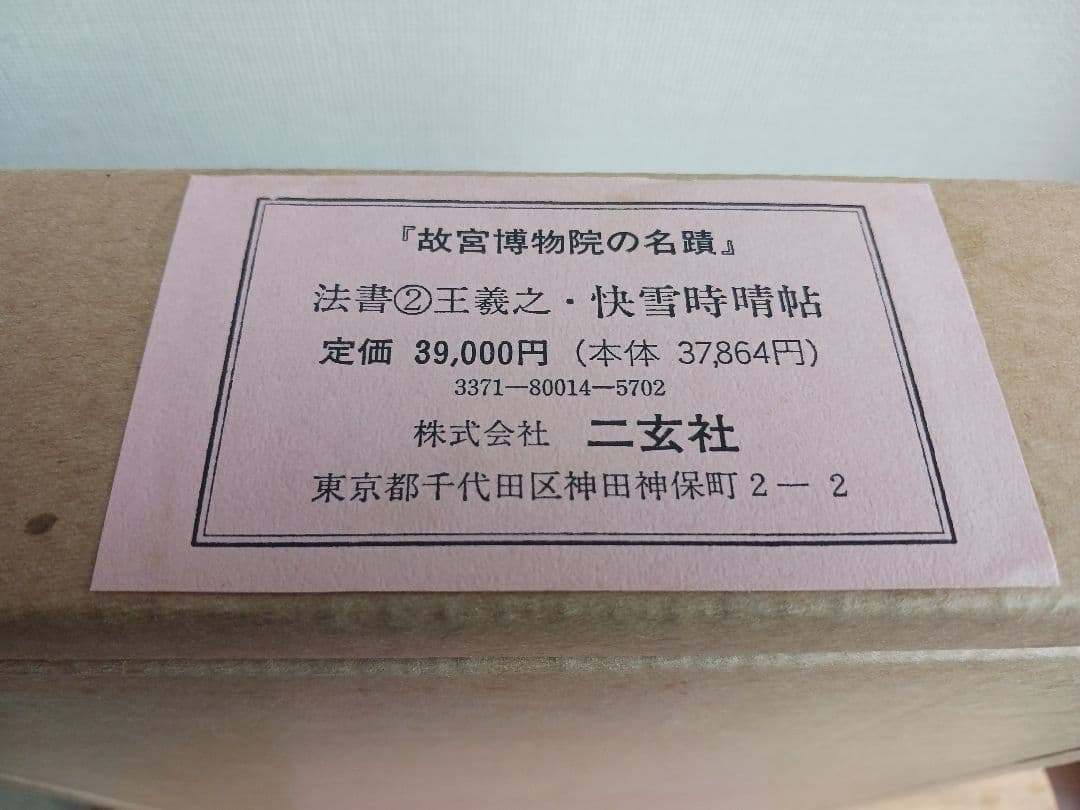 『故宮博物院の名蹟』
法書②王羲之・快雪時晴帖
定価 39,000円（本体 37,864円）
3371―80014―5702
株式会社 二玄社
東京都千代田区神田神保町2―2